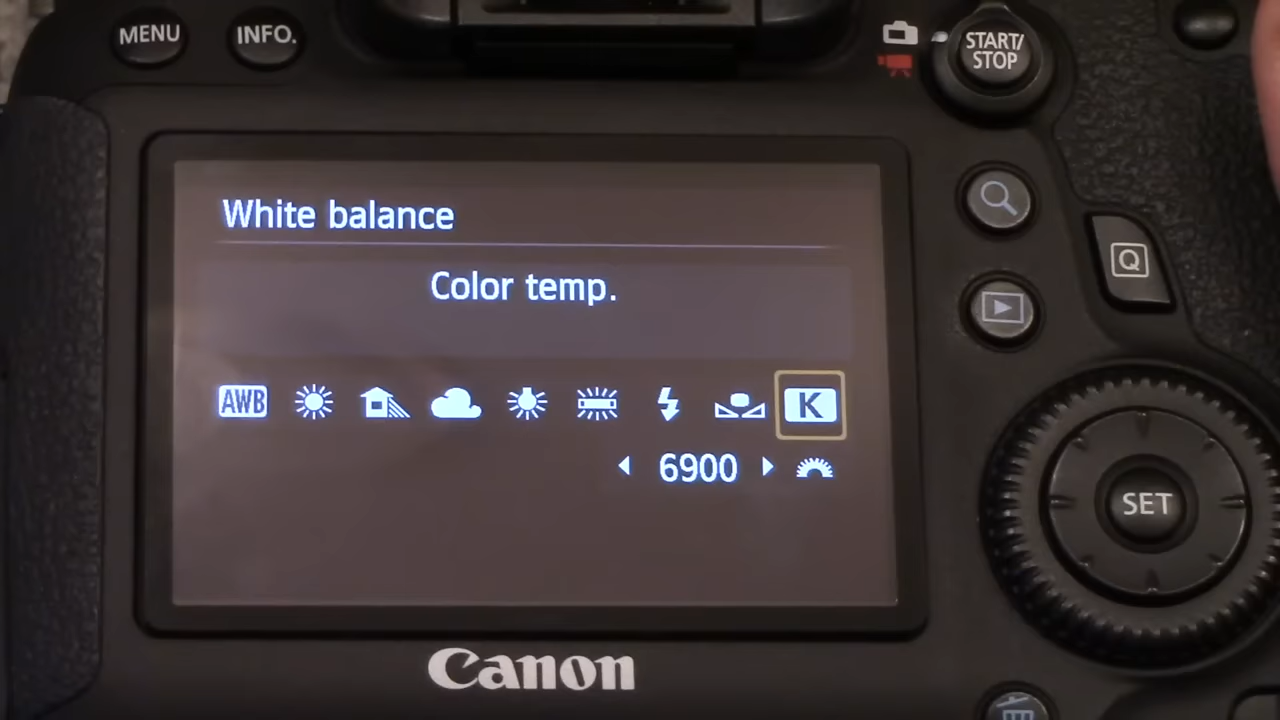 MENU
INFO.
START/
STOP
White balance
Color temp.
AWB
K
6900
Q
SET
Canon